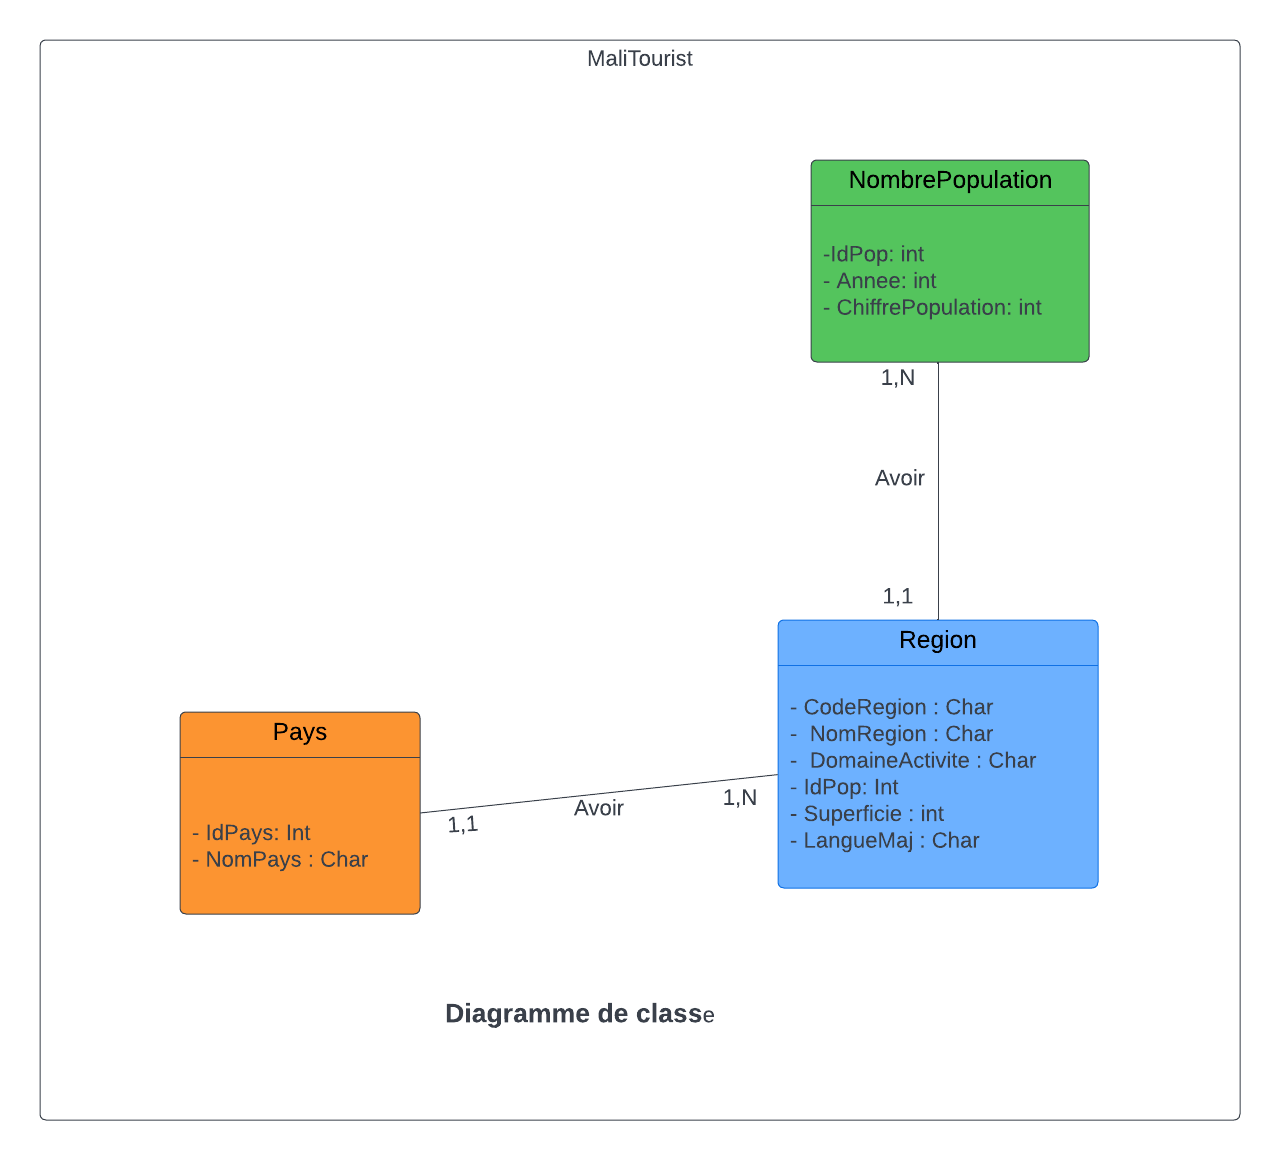 MaliTourist
NombrePopulation
-IdPop: int
- Annee: int
- ChiffrePopulation: int
1,N
Avoir
1,1
Region
- CodeRegion : Char
-  NomRegion : Char
-  DomaineActivite : Char
- IdPop: Int
- Superficie : int
- LangueMaj : Char
Pays
- IdPays: Int
- NomPays : Char
1,1
Avoir
1,N
Diagramme de classe